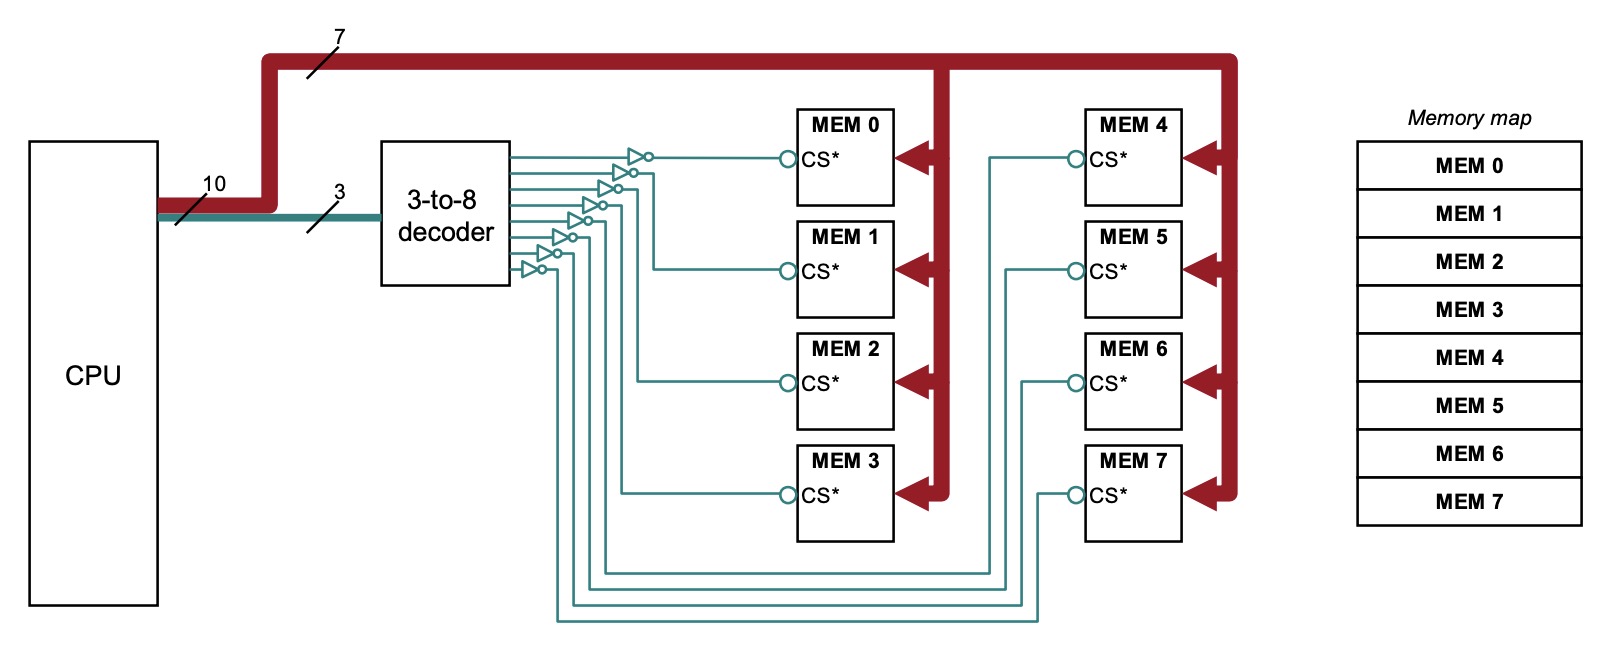 7
10
3
CPU
3-to-8
decoder
MEM 0
CS*
MEM 1
CS*
MEM 2
CS*
MEM 3
CS*
MEM 4
CS*
MEM 5
CS*
MEM 6
CS*
MEM 7
CS*
Memory map
MEM 0
MEM 1
MEM 2
MEM 3
MEM 4
MEM 5
MEM 6
MEM 7